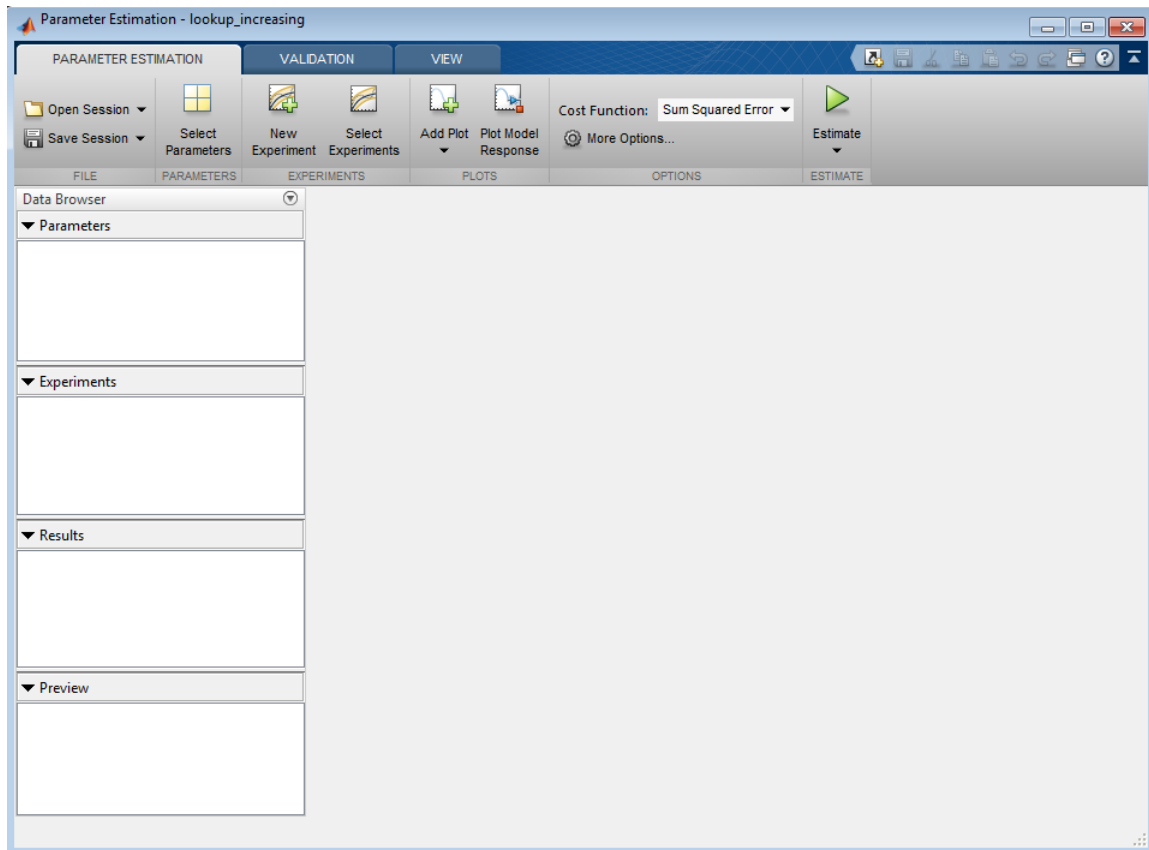 Parameter Estimation - lookup_increasing
PARAMETER ESTIMATION VALIDATION VIEW
Open Session
Save Session
Select
Parameters
New
Experiment
Select
Experiments
Add Plot
Plot Model
Response
Cost Function: Sum Squared Error
More Options...
Estimate
FILE PARAMETERS EXPERIMENTS PLOTS OPTIONS ESTIMATE
Data Browser
Parameters
Experiments
Results
Preview